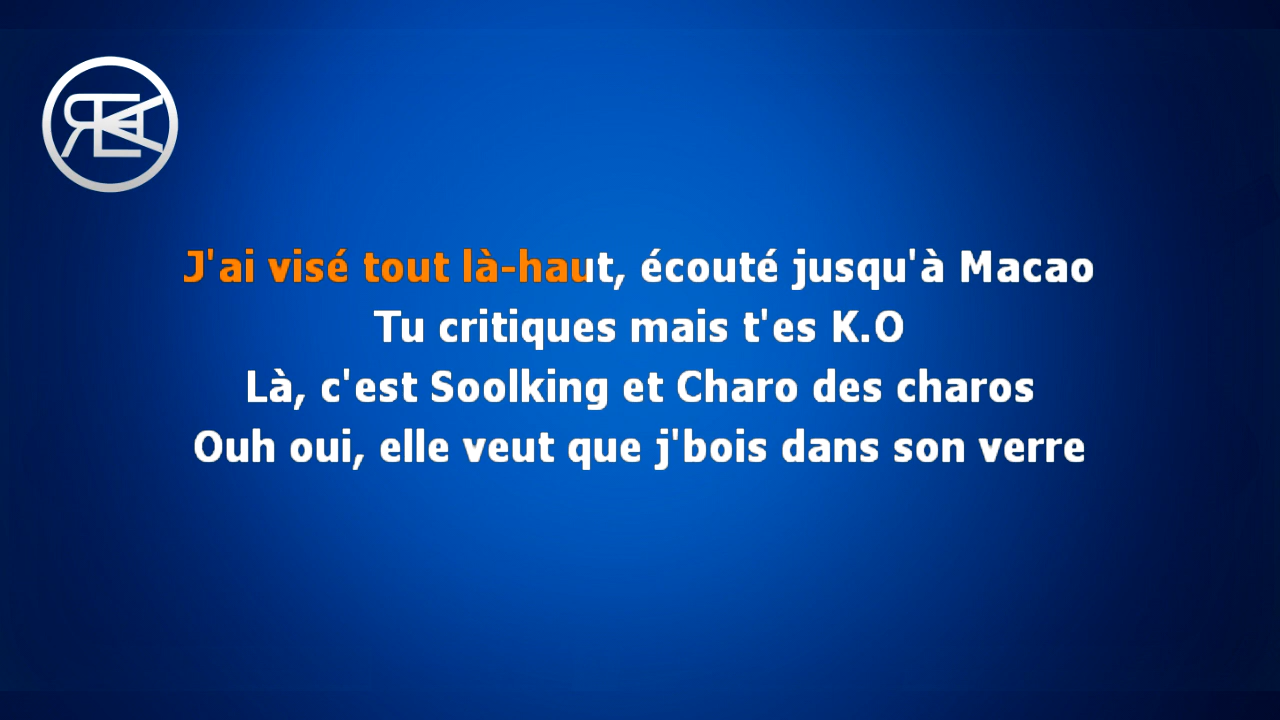 J'ai visé tout là-haut, écouté jusqu'à Macao
Tu critiques mais t'es K.O
Là, c'est Soolking et Charo des charos
Ouh oui, elle veut que j'bois dans son verre